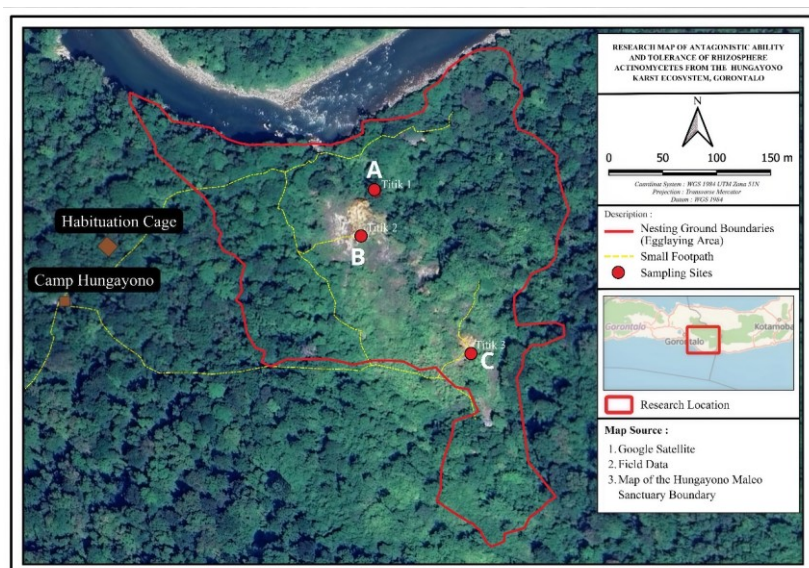 RESEARCH MAP OF ANTAGONISTIC ABILITY
AND TOLERANCE OF RHIZOSPHERE
ACTINOMYCETES FROM THE HUNGAYONO
KARST ECOSYSTEM, GORONTALO
N
0 50 100 150 m
Coordinat System : WGS 1984 UTM Zona 51N
Projection : Transverse Mercator
Datum : WGS 1984
Description :
Nesting Ground Boundaries
(Egglaying Area)
Small Footpath
Sampling Sites
Gorontalo
Gorontalo
Kotamoba
Research Location
Map Source :
1. Google Satellite
2. Field Data
3. Map of the Hungayono Maleo
Sanctuary Boundary
A
Titik 1
Titik 2
B
Habituation Cage
Camp Hungayono
Titik 3
C